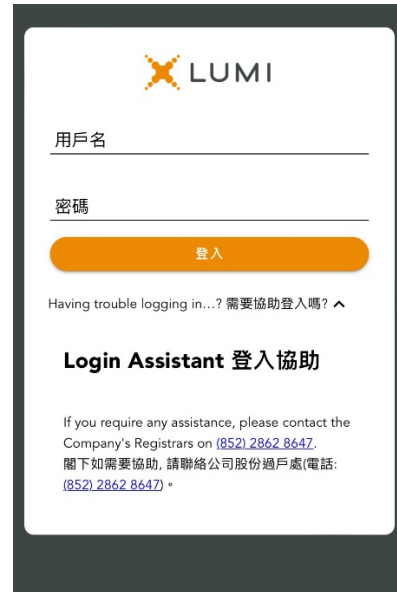 LUMI
用戶名
密碼
登入
Having trouble logging in...? 需要協助登入嗎?
Login Assistant 登入協助
If you require any assistance, please contact the
Company's Registrars on (852) 2862 8647.
閣下如需要協助, 請聯絡公司股份過戶處(電話:
(852) 2862 8647)。